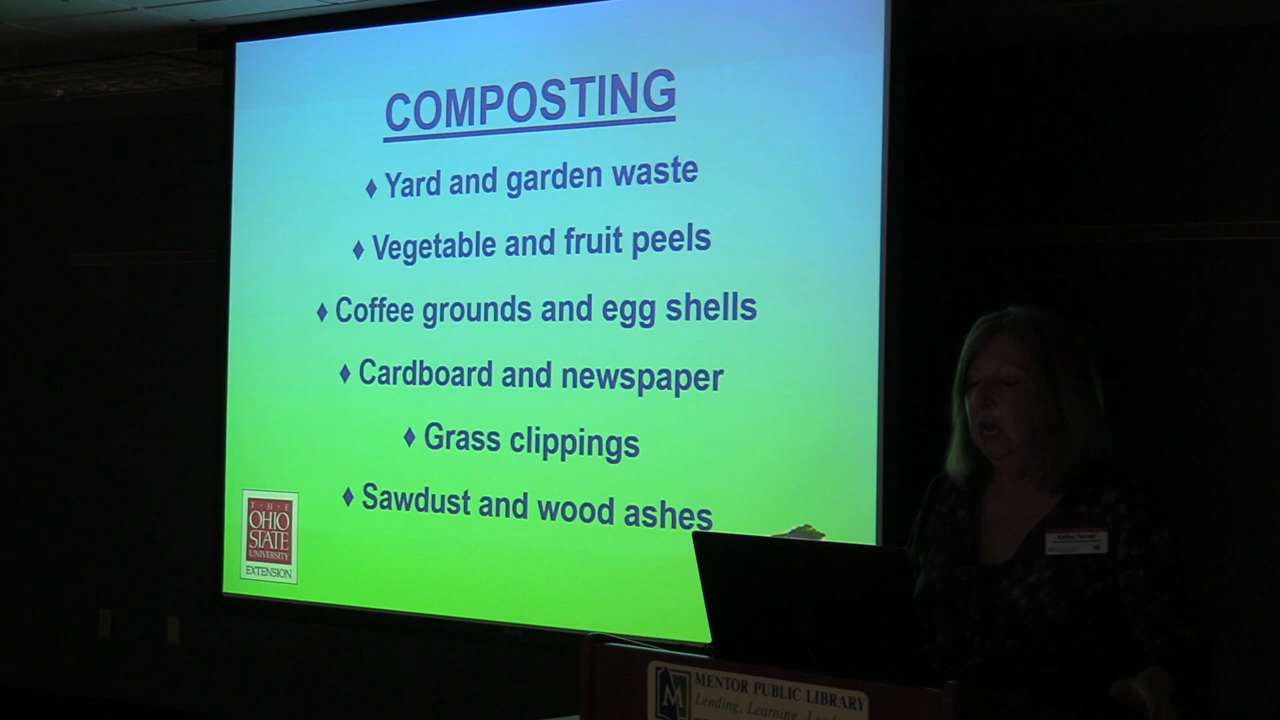 COMPOSTING
♦ Yard and garden waste
♦ Vegetable and fruit peels
♦ Coffee grounds and egg shells
♦ Cardboard and newspaper
♦ Grass clippings
♦ Sawdust and wood ashes
THE
OHIO
STATE
UNIVERSITY
EXTENSION
M
MENTOR PUBLIC LIBRARY
Lending, Learning,